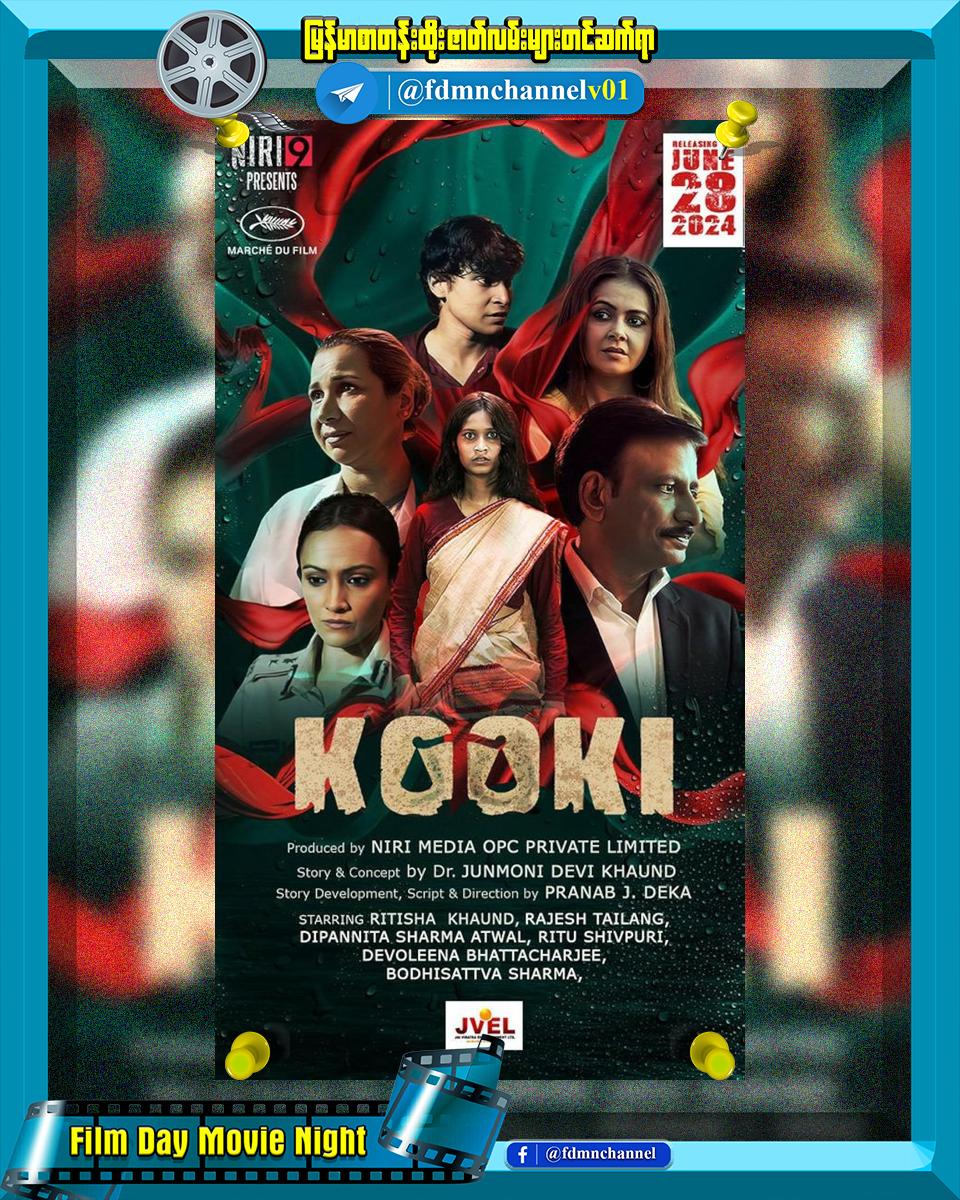 မြန်မာစာတန်းထိုးဇာတ်လမ်းများတင်ဆက်ရာ
@fdmnchannelv01
NIRI9
PRESENTS
MARCHÉ DU FILM
RELEASING
JUNE
28
2024
KOOKI
Produced by NIRI MEDIA OPC PRIVATE LIMITED
Story & Concept by Dr. JUNMONI DEVI KHAUND
Story Development, Script & Direction by PRANAB J. DEKA
STARRING RITISHA KHAUND, RAJESH TAILANG,
DIPANNITA SHARMA ATWAL, RITU SHIVPURI,
DEVOLEENA BHATTACHARJEE,
BODHISATTVA SHARMA,
JVEL
Film Day Movie Night
@fdmnchannel